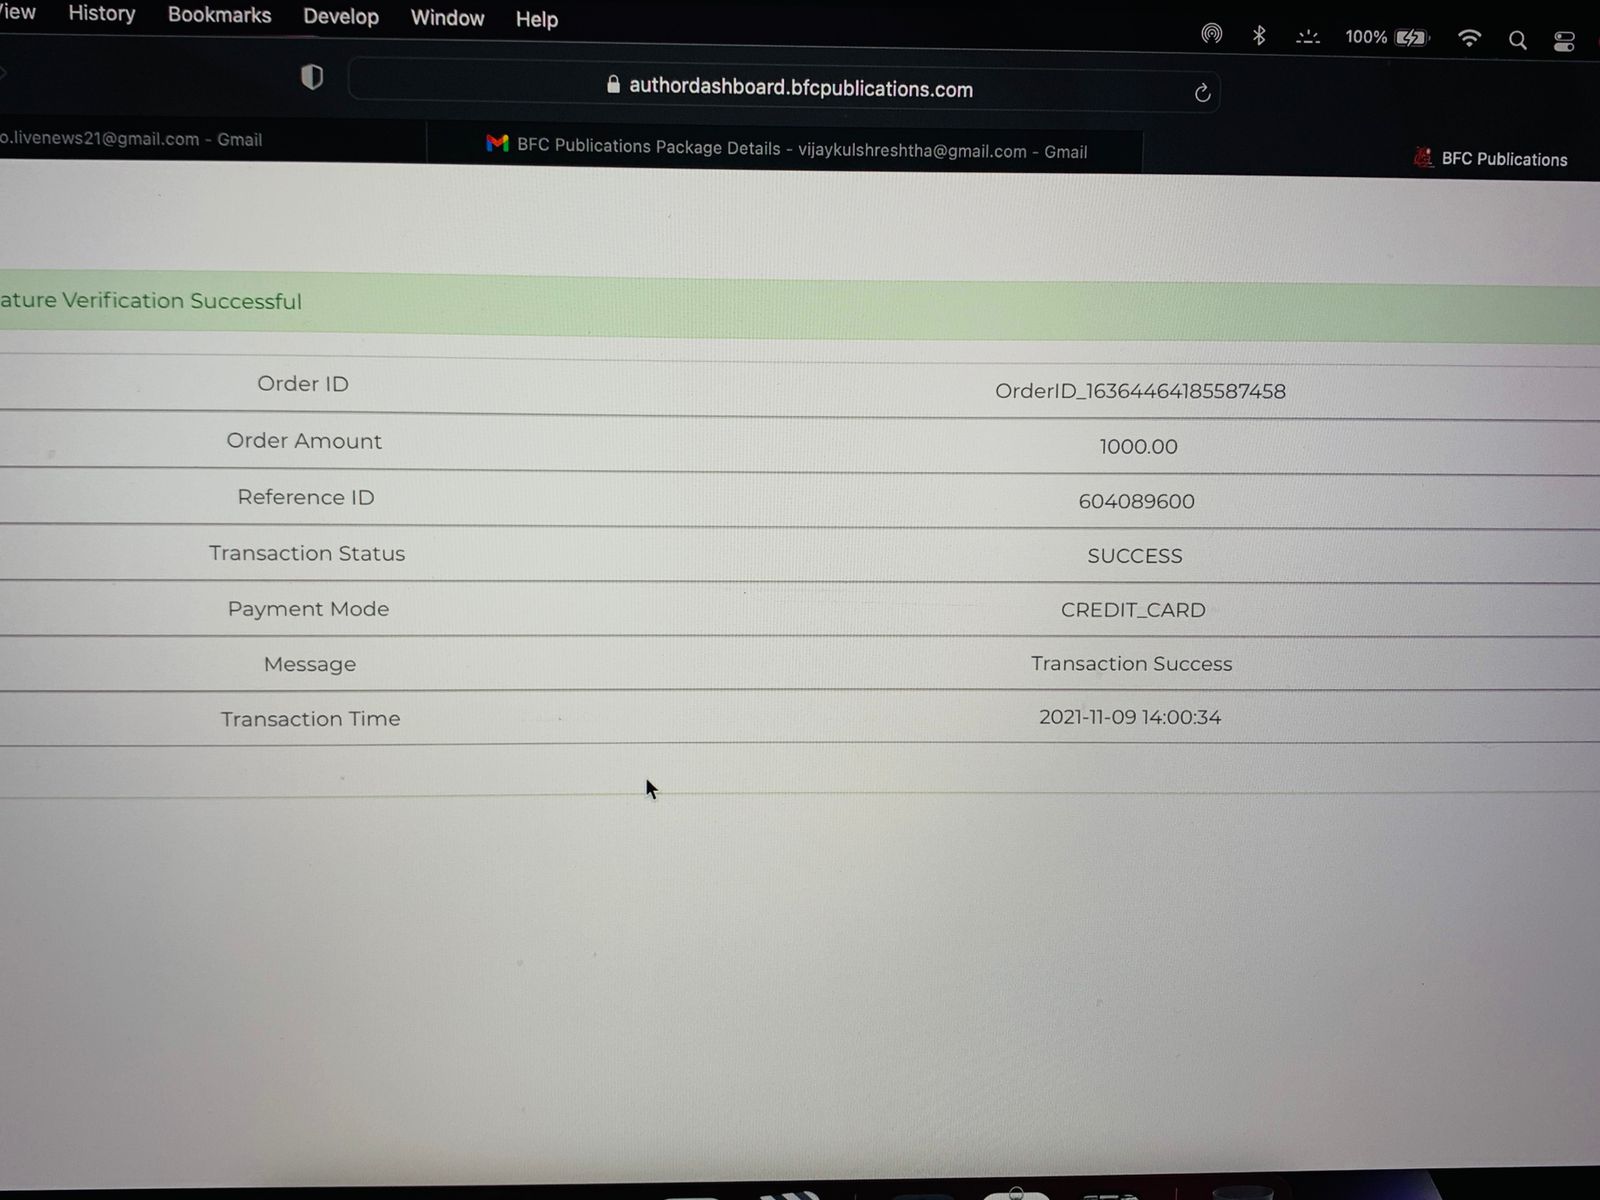 View History Bookmarks Develop Window Help
100%
authordashboard.bfcpublications.com
o.livenews21@gmail.com - Gmail BFC Publications Package Details - vijaykulshreshtha@gmail.com - Gmail BFC Publications
ature Verification Successful
Order ID OrderID_16364464185587458
Order Amount 1000.00
Reference ID 604089600
Transaction Status SUCCESS
Payment Mode CREDIT_CARD
Message Transaction Success
Transaction Time 2021-11-09 14:00:34